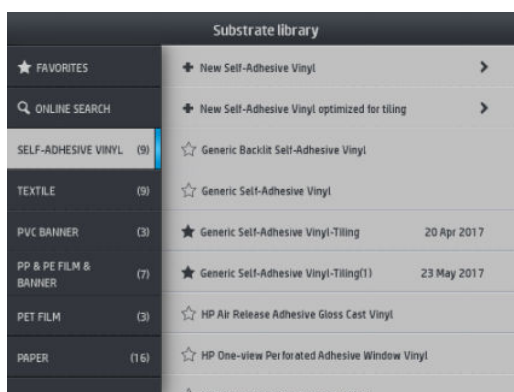 Substrate library
FAVORITES
ONLINE SEARCH
SELF-ADHESIVE VINYL (9)
TEXTILE (9)
PVC BANNER (3)
PP & PE FILM &
BANNER (7)
PET FILM (3)
PAPER (16)
New Self-Adhesive Vinyl
New Self-Adhesive Vinyl optimized for tiling
Generic Backlit Self-Adhesive Vinyl
Generic Self-Adhesive Vinyl
Generic Self-Adhesive Vinyl-Tiling 20 Apr 2017
Generic Self-Adhesive Vinyl-Tiling(1) 23 May 2017
HP Air Release Adhesive Gloss Cast Vinyl
HP One-view Perforated Adhesive Window Vinyl